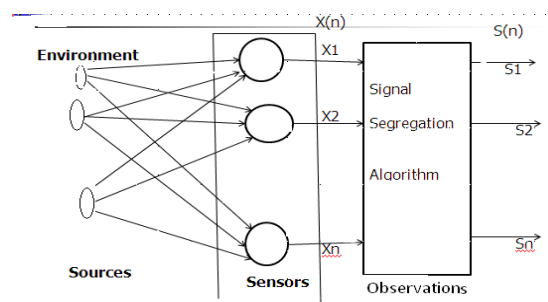 X(n)
S(n)
Environment
X1
S1
Signal
X2
Segregation
S2
Algorithm
Xn
Sn
Sources
Sensors
Observations